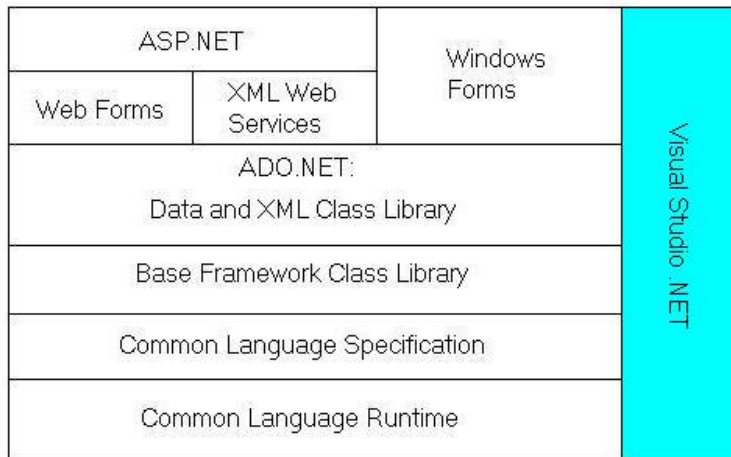 ASP.NET
Windows
Forms
Web Forms
XML Web
Services
ADO.NET:
Data and XML Class Library
Base Framework Class Library
Common Language Specification
Common Language Runtime
Visual Studio .NET